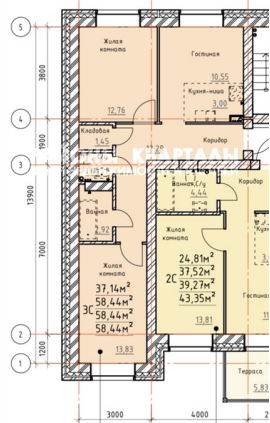 5
Жилая
комната
Гостиная
10.55
Кухня-ниша
3.00
12.76
3800
4
Кладовая
1.45
Коридор
1900
3
КВАРТАЛЫ
13900
Ванная,С/у
4.44
Коридор
Ванная
2.92
7000
Жилая
комната
Жилая
комната
3С
37,14м²
58,44м²
58,44м²
58,44м²
2С
24,81м²
37,52м²
39,27м²
43,35м²
Гостиная
13.81
2
13.83
1200
Терраса
5.83
1
3000
4000